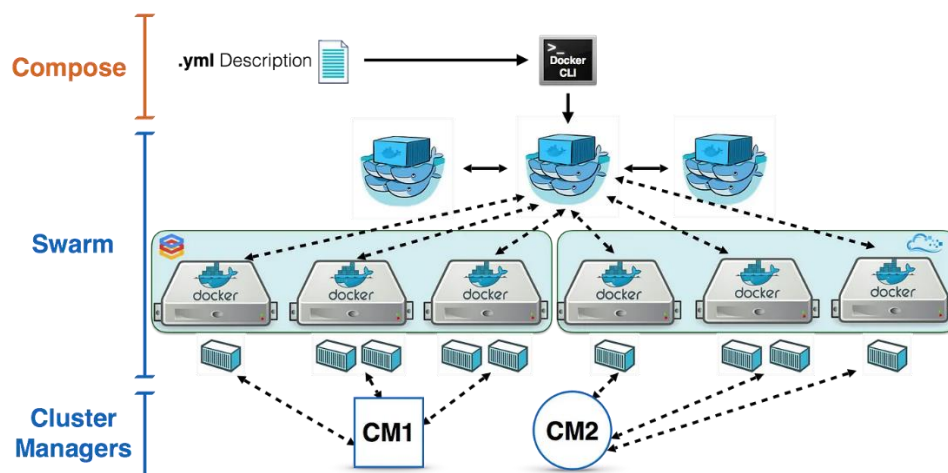 Compose
.yml Description
>_
Docker
CLI
Swarm
docker
docker
docker
docker
docker
docker
Cluster
Managers
CM1
CM2